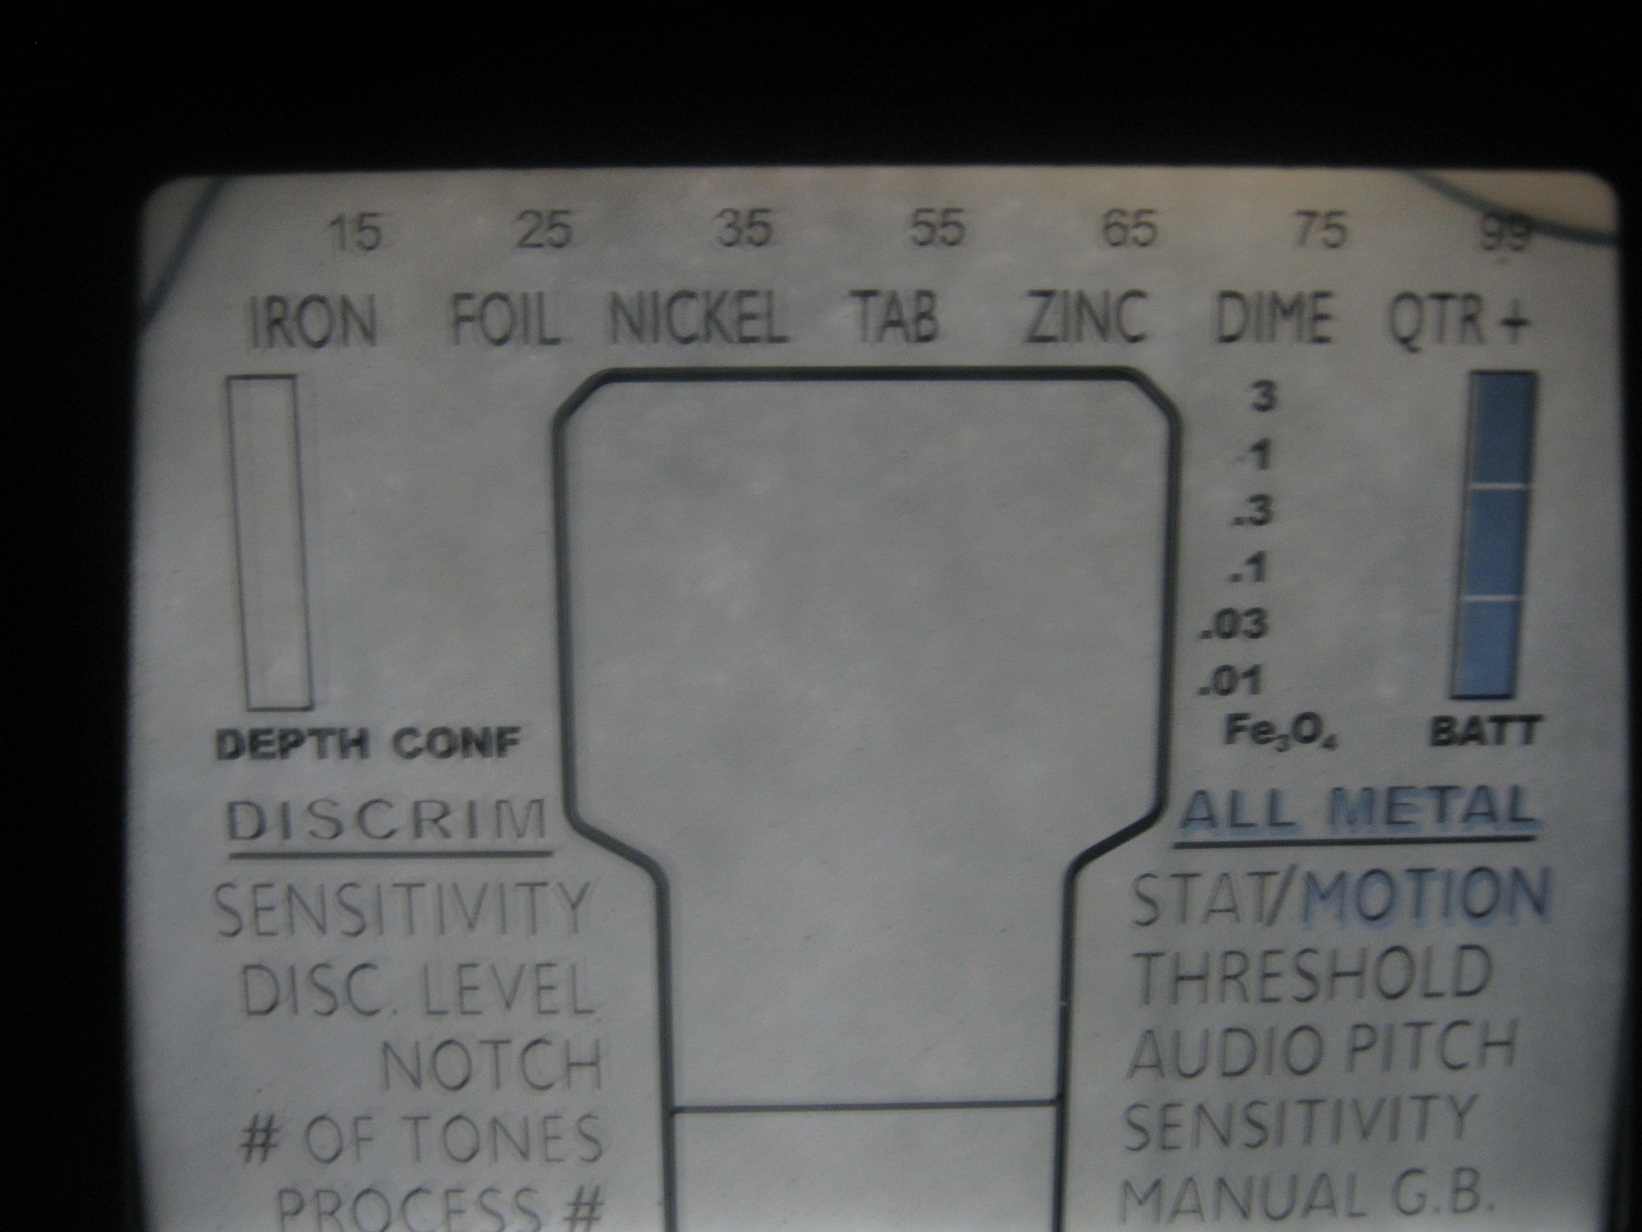 15 25 35 55 65 75 99
IRON FOIL NICKEL TAB ZINC DIME QTR +
3
1
.3
.1
.03
.01
DEPTH CONF Fe₃O₄ BATT
DISCRIM
SENSITIVITY
DISC. LEVEL
NOTCH
# OF TONES
PROCESS #
ALL METAL
STAT/MOTION
THRESHOLD
AUDIO PITCH
SENSITIVITY
MANUAL G.B.